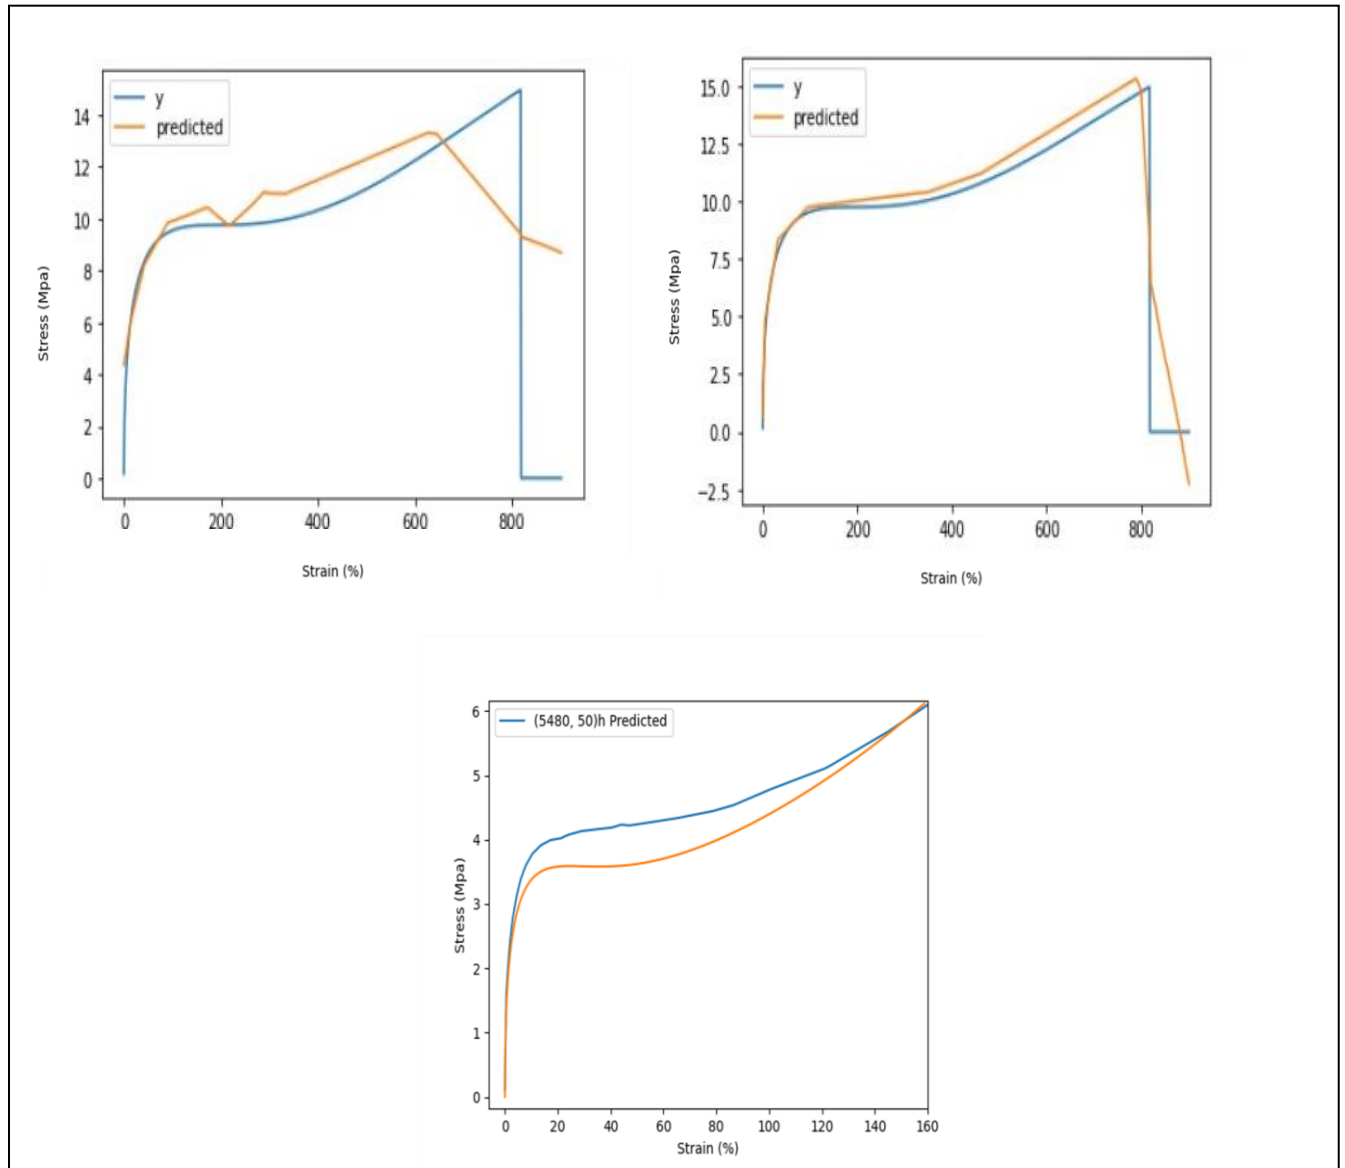 y
predicted
14
12
10
8
6
4
2
0
Stress (Mpa)
0 200 400 600 800
Strain (%)
y
predicted
15.0
12.5
10.0
7.5
5.0
2.5
0.0
−2.5
Stress (Mpa)
0 200 400 600 800
Strain (%)
(5480, 50)h Predicted
6
5
4
3
2
1
0
Stress (Mpa)
0 20 40 60 80 100 120 140 160
Strain (%)